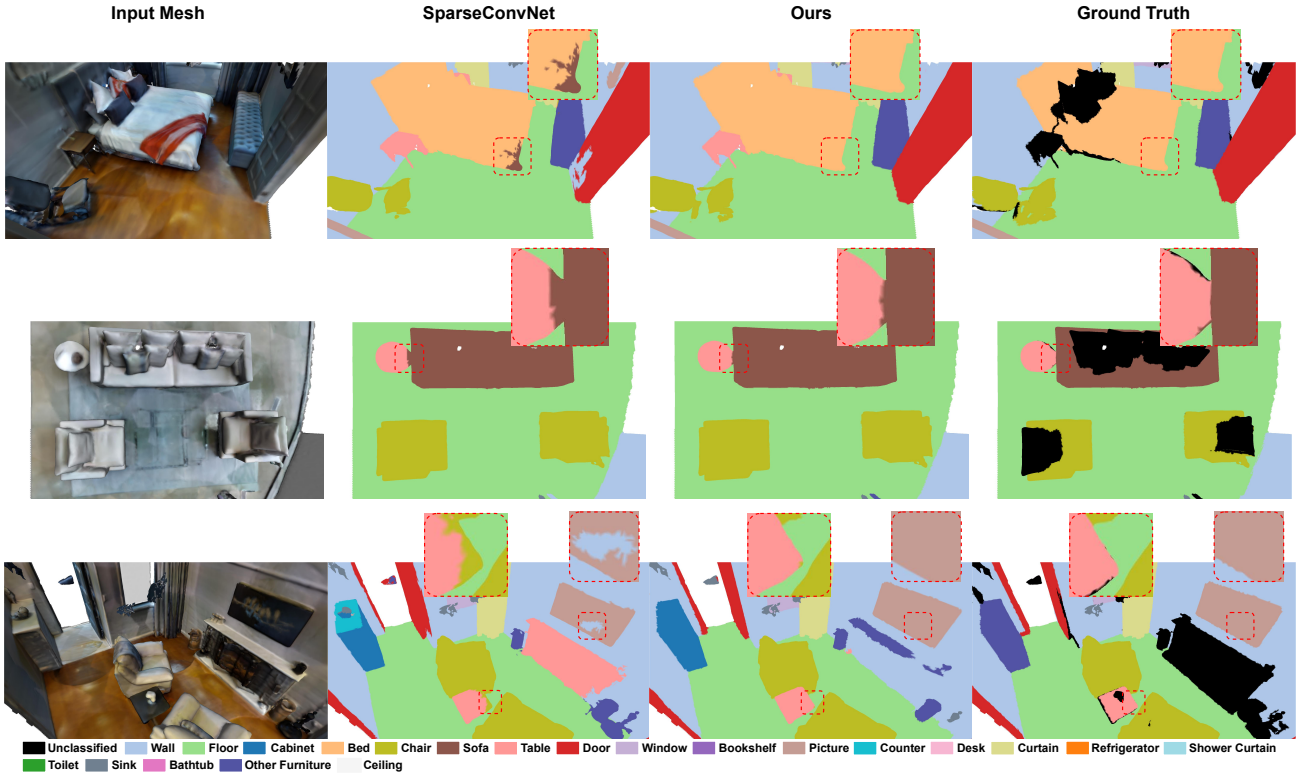 Input Mesh SparseConvNet Ours Ground Truth
Unclassified Wall Floor Cabinet Bed Chair Sofa Table Door Window Bookshelf Picture Counter Desk Curtain Refrigerator Shower Curtain
Toilet Sink Bathtub Other Furniture Ceiling